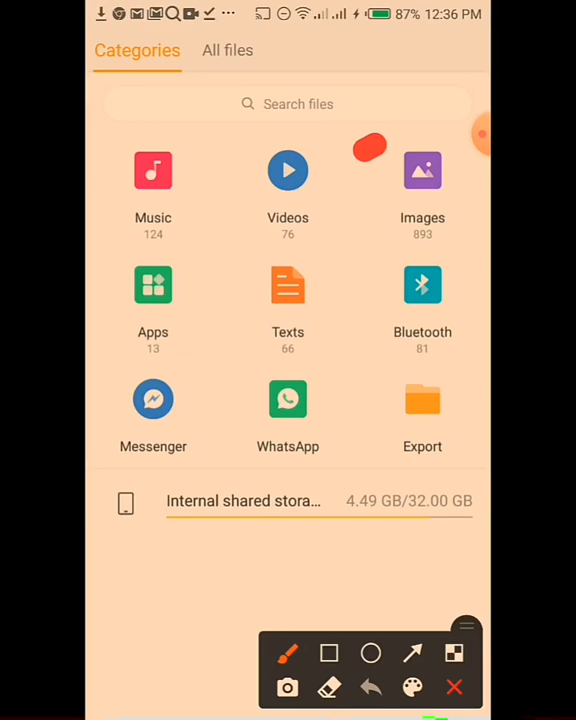 87% 12:36 PM
Categories All files
Search files
Music Videos Images
124 76 893
Apps Texts Bluetooth
13 66 81
Messenger WhatsApp Export
Internal shared stora... 4.49 GB/32.00 GB